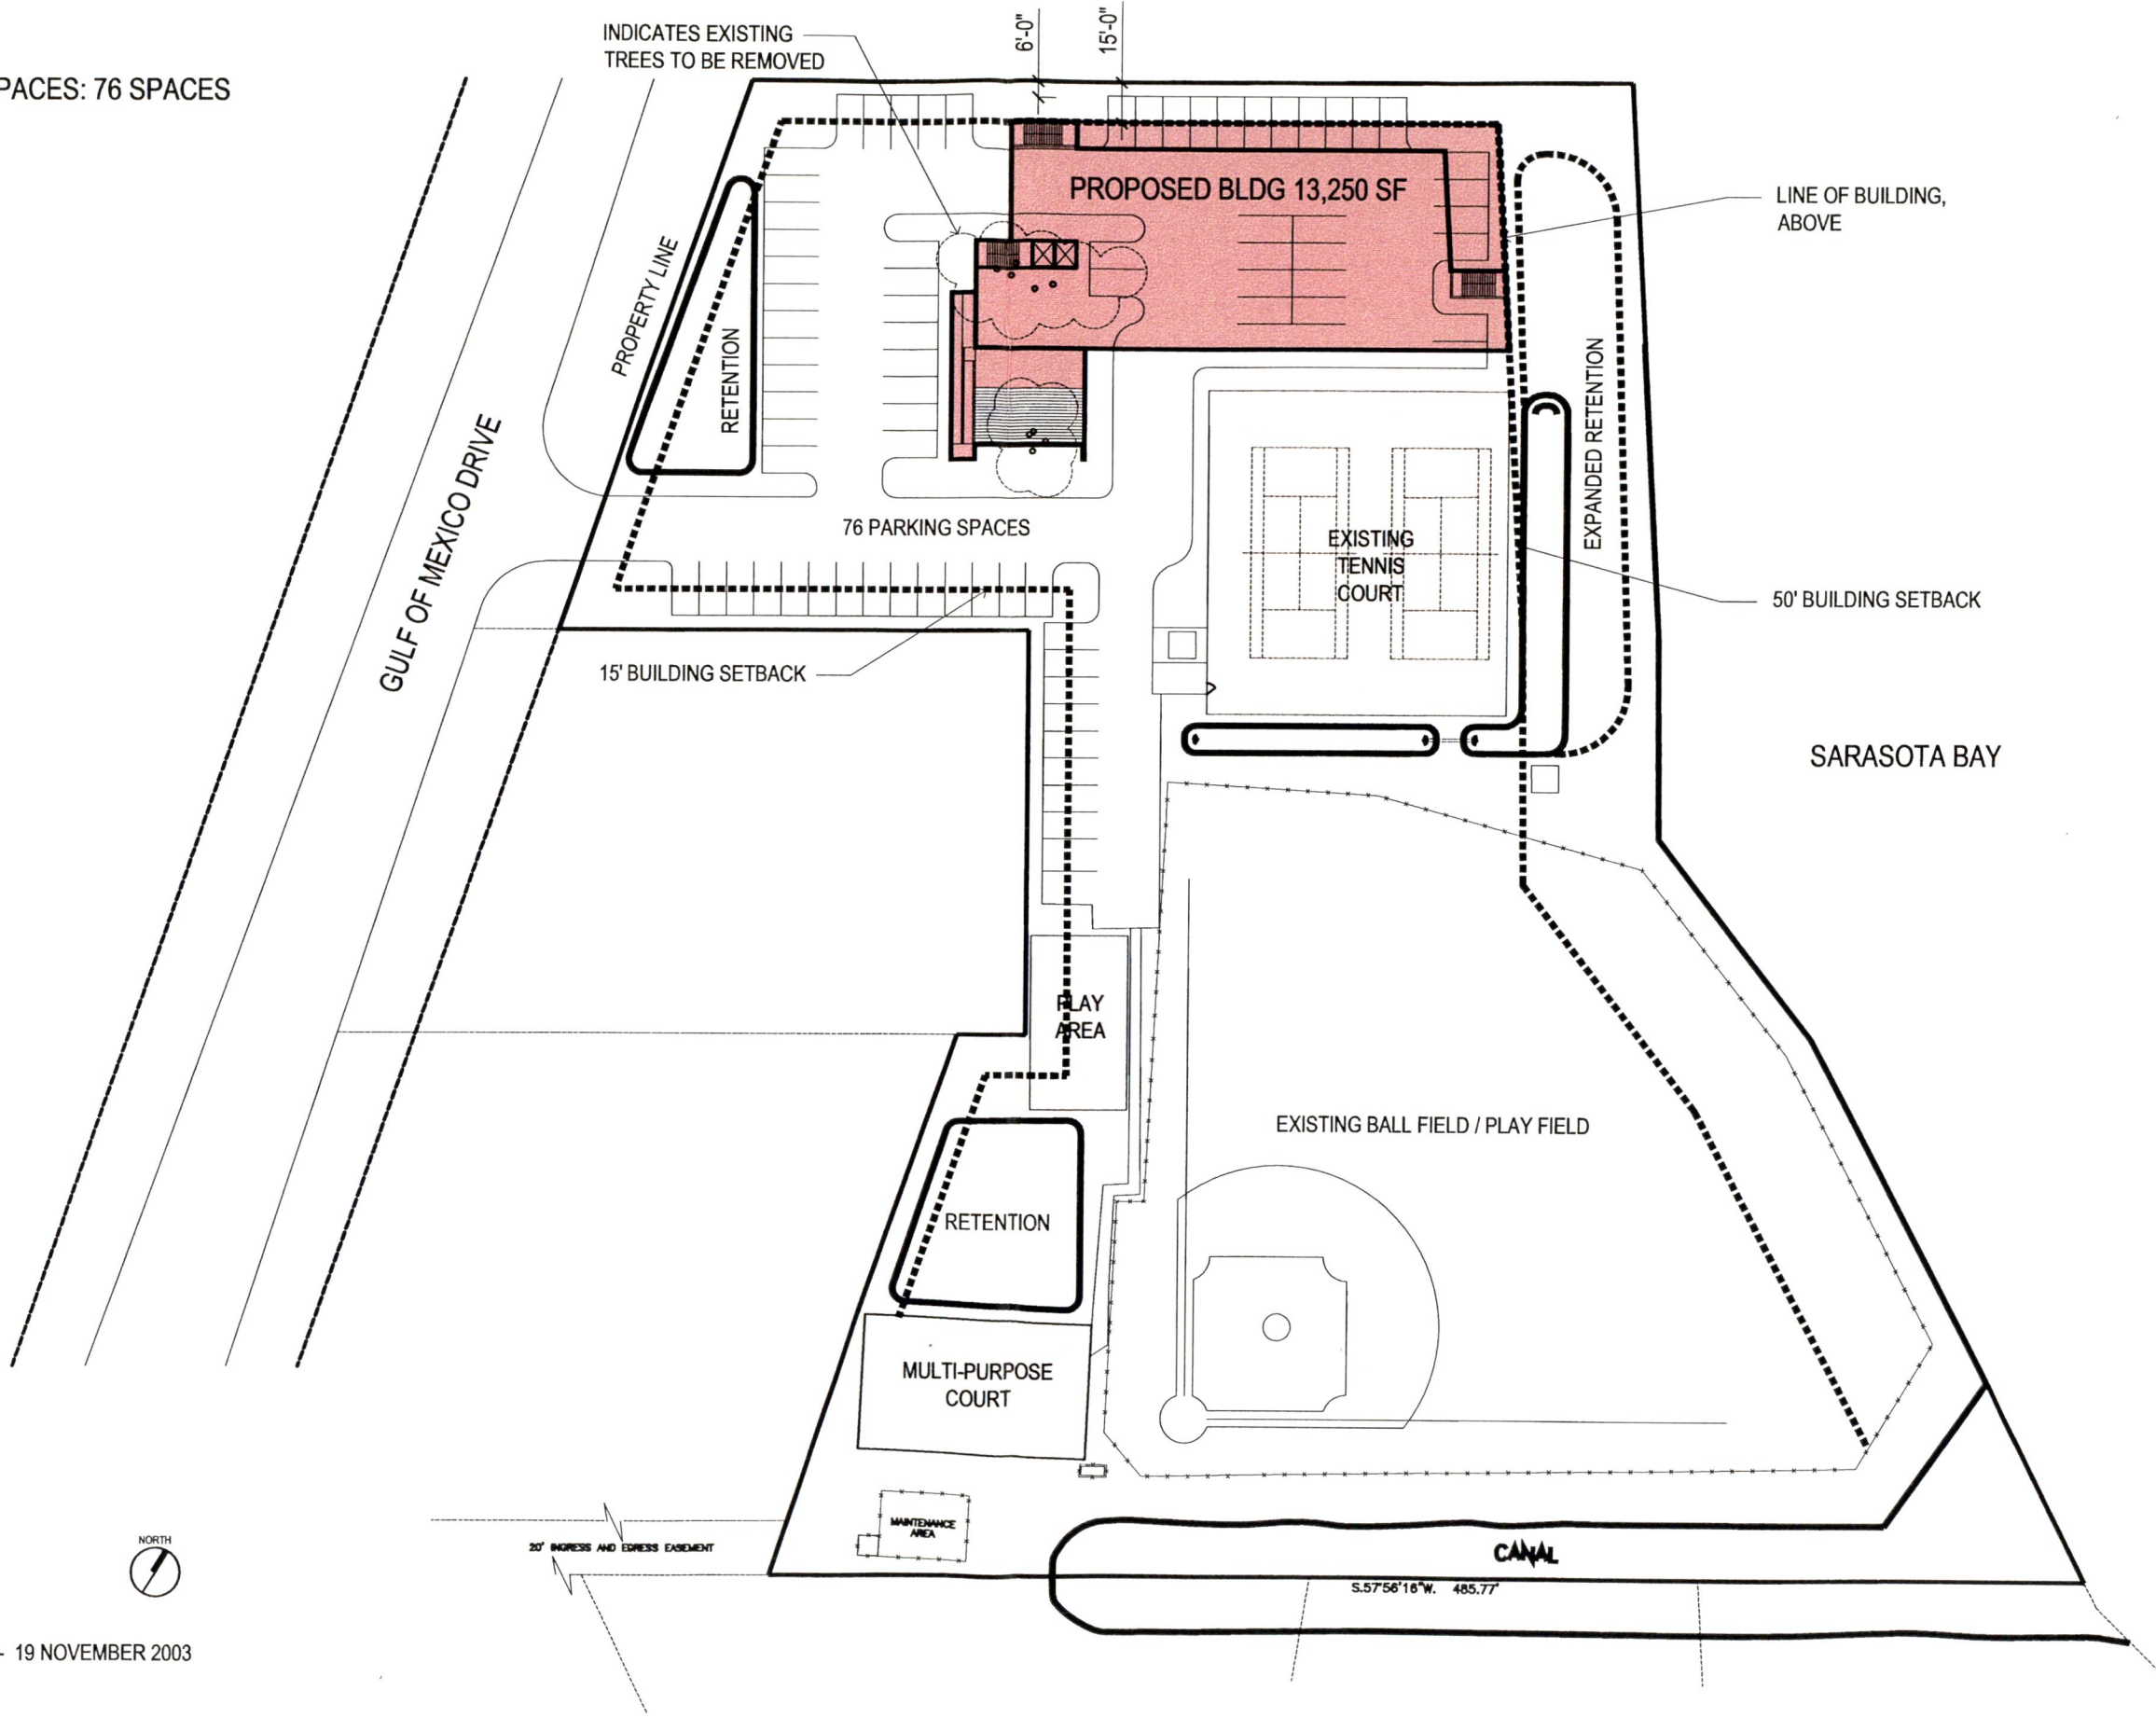 PACES: 76 SPACES
INDICATES EXISTING
TREES TO BE REMOVED
6'-0"
15'-0"
PROPOSED BLDG 13,250 SF
LINE OF BUILDING,
ABOVE
PROPERTY LINE
RETENTION
EXPANDED RETENTION
GULF OF MEXICO DRIVE
76 PARKING SPACES
EXISTING
TENNIS
COURT
50' BUILDING SETBACK
15' BUILDING SETBACK
SARASOTA BAY
PLAY
AREA
EXISTING BALL FIELD / PLAY FIELD
RETENTION
MULTI-PURPOSE
COURT
MAINTENANCE
AREA
20' INGRESS AND EGRESS EASEMENT
CANAL
S.57°56'16"W. 485.77'
NORTH
- 19 NOVEMBER 2003